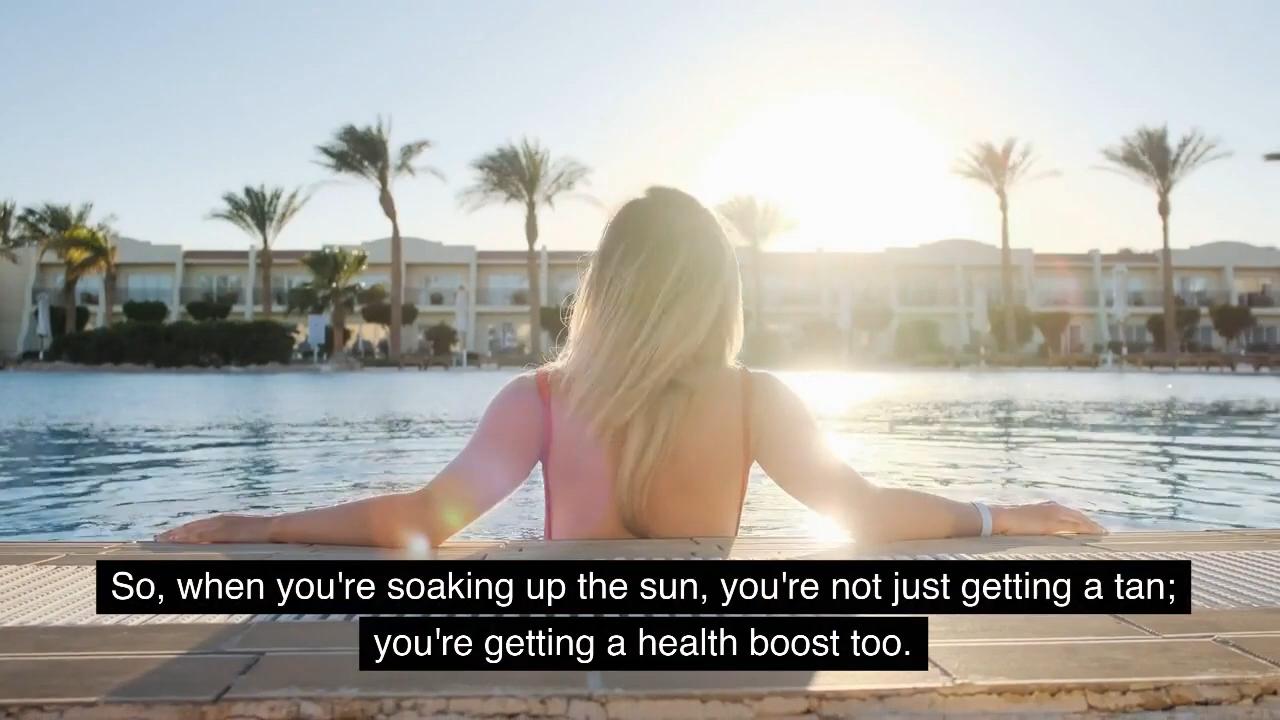 So, when you're soaking up the sun, you're not just getting a tan;
you're getting a health boost too.